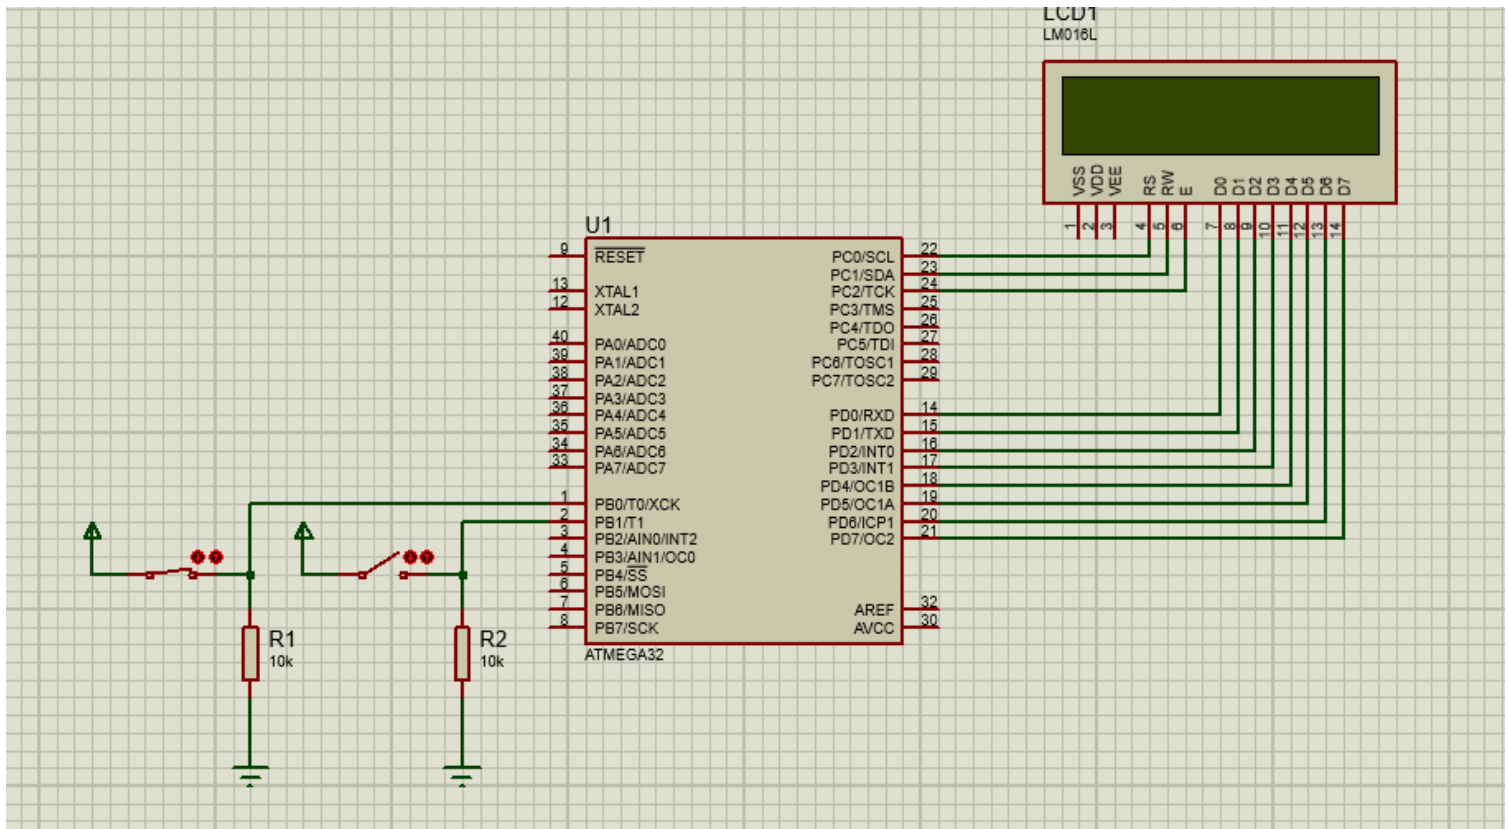 LCD1
LM016L
VSS
VDD
VEE
RS
RW
E
D0
D1
D2
D3
D4
D5
D6
D7
1
2
3
4
5
6
7
8
9
10
11
12
13
14
U1
9 RESET
13 XTAL1
12 XTAL2
40 PA0/ADC0
39 PA1/ADC1
38 PA2/ADC2
37 PA3/ADC3
36 PA4/ADC4
35 PA5/ADC5
34 PA6/ADC6
33 PA7/ADC7
1 PB0/T0/XCK
2 PB1/T1
3 PB2/AIN0/INT2
4 PB3/AIN1/OC0
5 PB4/SS
6 PB5/MOSI
7 PB6/MISO
8 PB7/SCK
PC0/SCL 22
PC1/SDA 23
PC2/TCK 24
PC3/TMS 25
PC4/TDO 26
PC5/TDI 27
PC6/TOSC1 28
PC7/TOSC2 29
PD0/RXD 14
PD1/TXD 15
PD2/INT0 16
PD3/INT1 17
PD4/OC1B 18
PD5/OC1A 19
PD6/ICP1 20
PD7/OC2 21
AREF 32
AVCC 30
ATMEGA32
R1
10k
R2
10k